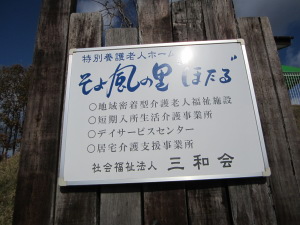 特別養護老人ホーム
そよ風の里 ほたる
○地域密着型介護老人福祉施設
○短期入所生活介護事業所
○デイサービスセンター
○居宅介護支援事業所
社会福祉法人 三和会